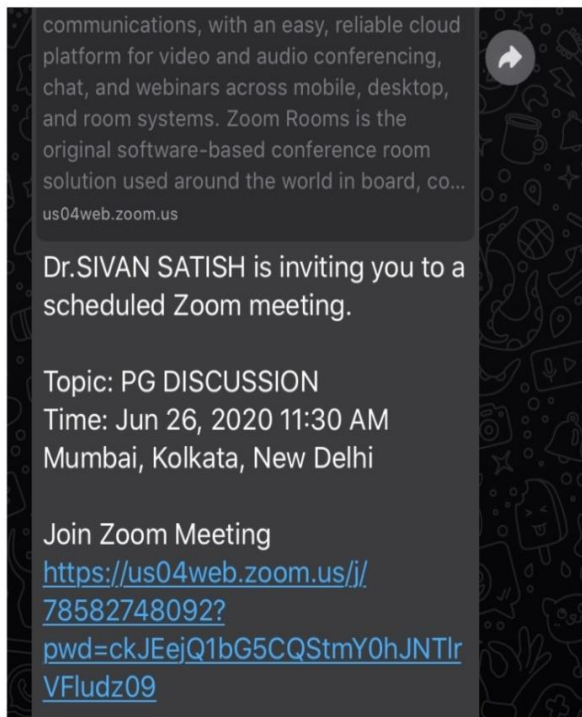 communications, with an easy, reliable cloud
platform for video and audio conferencing,
chat, and webinars across mobile, desktop,
and room systems. Zoom Rooms is the
original software-based conference room
solution used around the world in board, co...
us04web.zoom.us
Dr.SIVAN SATISH is inviting you to a
scheduled Zoom meeting.
Topic: PG DISCUSSION
Time: Jun 26, 2020 11:30 AM
Mumbai, Kolkata, New Delhi
Join Zoom Meeting
https://us04web.zoom.us/j/
78582748092?
pwd=ckJEejQ1bG5CQStmY0hJNTlr
VFludz09